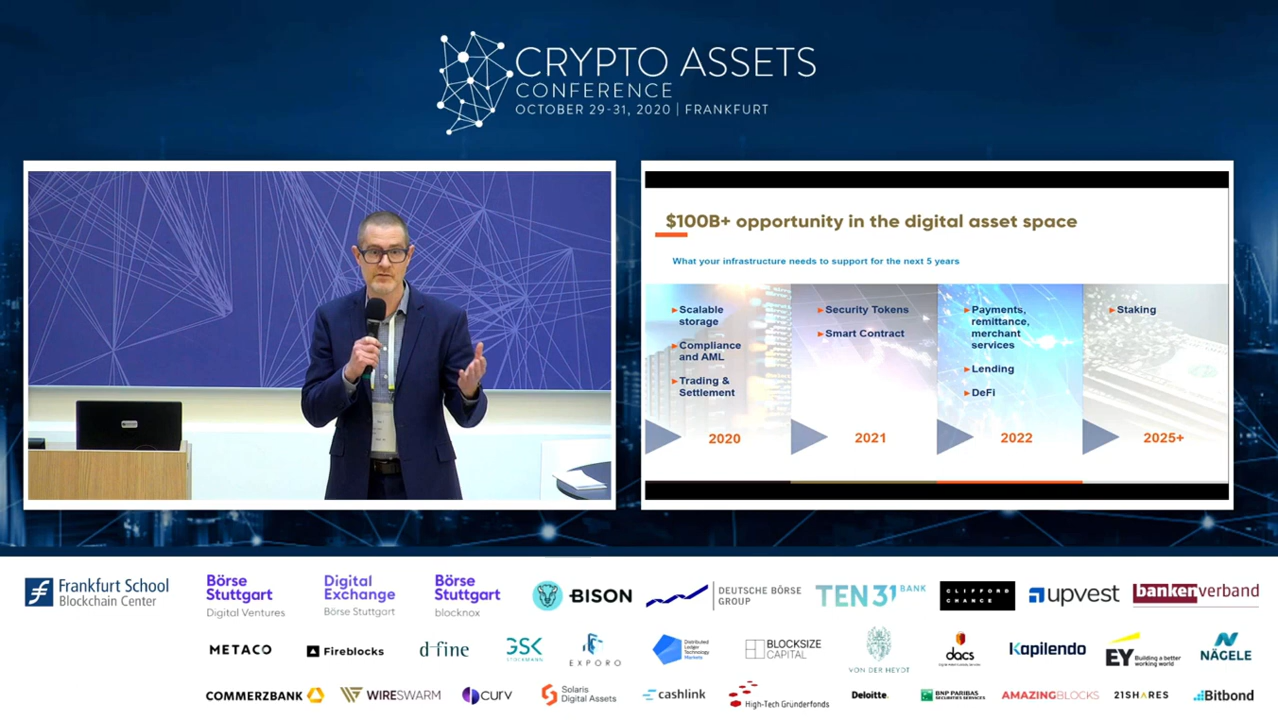 CRYPTO ASSETS
CONFERENCE
OCTOBER 29-31, 2020 | FRANKFURT
$100B+ opportunity in the digital asset space
What your infrastructure needs to support for the next 5 years
Scalable
storage
Compliance
and AML
Trading &
Settlement
2020
Security Tokens
Smart Contract
2021
Payments,
remittance,
merchant
services
Lending
DeFi
2022
Staking
2025+
Frankfurt School
Blockchain Center
Börse
Stuttgart
Digital Ventures
Digital
Exchange
Börse Stuttgart
Börse
Stuttgart
blocknox
BISON
DEUTSCHE BÖRSE
GROUP
TEN31 BANK
CLIFFORD
CHANCE
upvest
bankenverband
METACO
Fireblocks
d-fine
GSK
STOCKMANN
EXPORO
Distributed
Ledger
Technology
Markets
BLOCKSIZE
CAPITAL
VON DER HEYDT
dacs
Kapilendo
EY
Building a better
working world
NÄGELE
COMMERZBANK
WIRESWARM
CURV
Solaris
Digital Assets
cashlink
High-Tech Gründerfonds
Deloitte.
BNP PARIBAS
SECURITIES SERVICES
AMAZINGBLOCKS
21SHARES
Bitbond